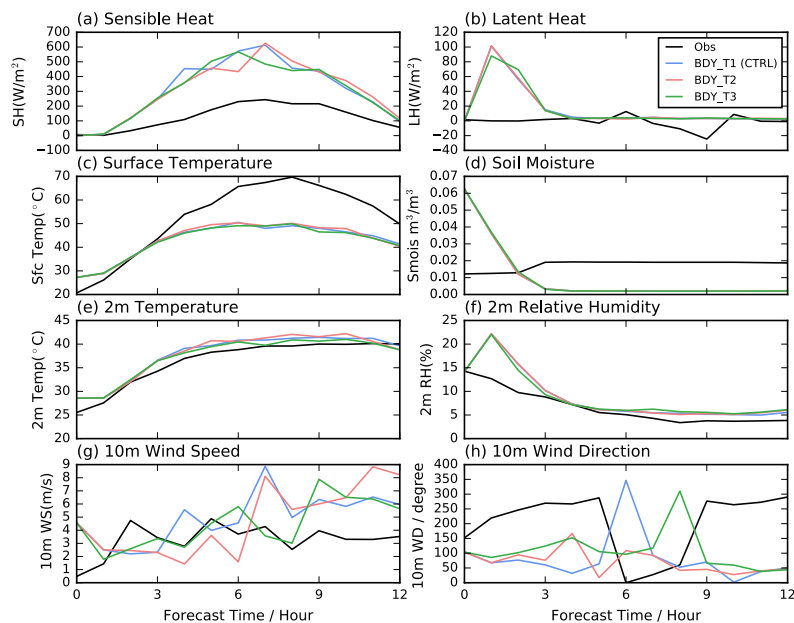 (a) Sensible Heat
SH(W/m²)
700
600
500
400
300
200
100
0
−100
(b) Latent Heat
LH(W/m²)
120
100
80
60
40
20
0
−20
−40
Obs
BDY_T1 (CTRL)
BDY_T2
BDY_T3
(c) Surface Temperature
Sfc Temp(°C)
70
60
50
40
30
20
(d) Soil Moisture
Smois m³/m³
0.07
0.06
0.05
0.04
0.03
0.02
0.01
0.00
(e) 2m Temperature
2m Temp(°C)
45
40
35
30
25
20
(f) 2m Relative Humidity
2m RH(%)
25
20
15
10
5
0
(g) 10m Wind Speed
10m WS(m/s)
9
8
7
6
5
4
3
2
1
0
0 3 6 9 12
Forecast Time / Hour
(h) 10m Wind Direction
10m WD / degree
400
350
300
250
200
150
100
50
0
0 3 6 9 12
Forecast Time / Hour